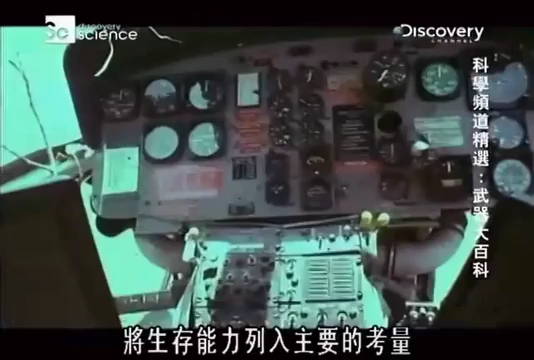 discovery
science
Discovery
CHANNEL
科學頻道精選：武器大百科
將生存能力列入主要的考量